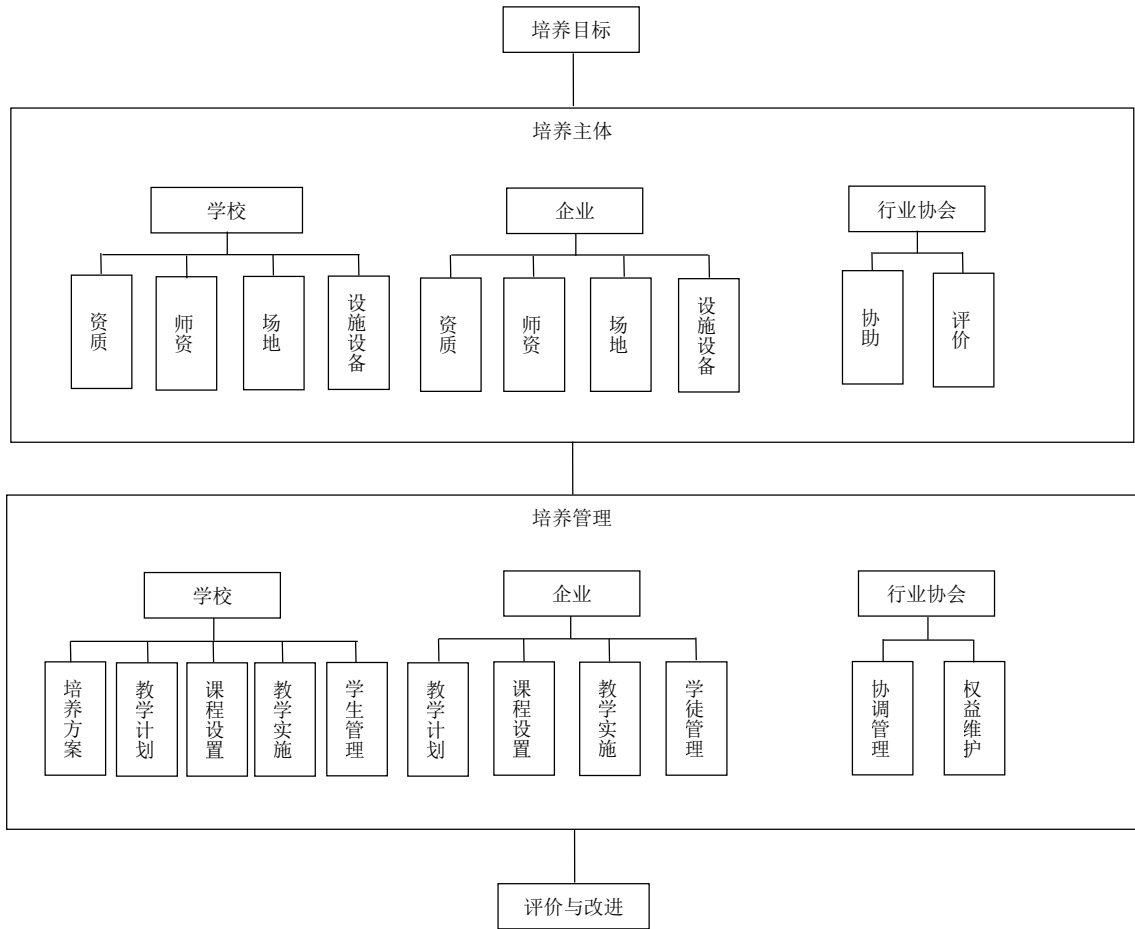 培养目标
培养主体
学校
企业
行业协会
资质
师资
场地
设施设备
资质
师资
场地
设施设备
协助
评价
培养管理
学校
企业
行业协会
培养方案
教学计划
课程设置
教学实施
学生管理
教学计划
课程设置
教学实施
学徒管理
协调管理
权益维护
评价与改进